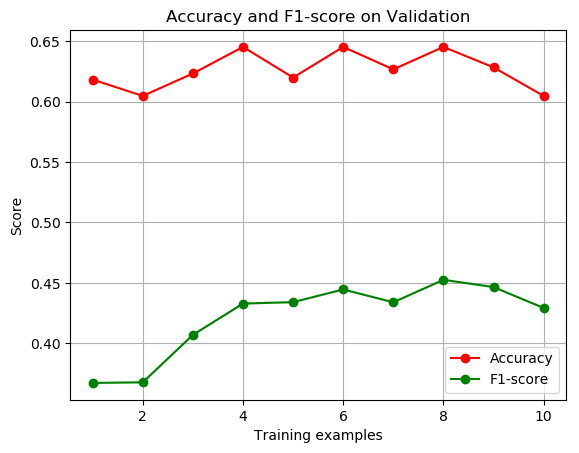 Accuracy and F1-score on Validation
0.65
0.60
0.55
0.50
0.45
0.40
Score
2 4 6 8 10
Training examples
Accuracy
F1-score